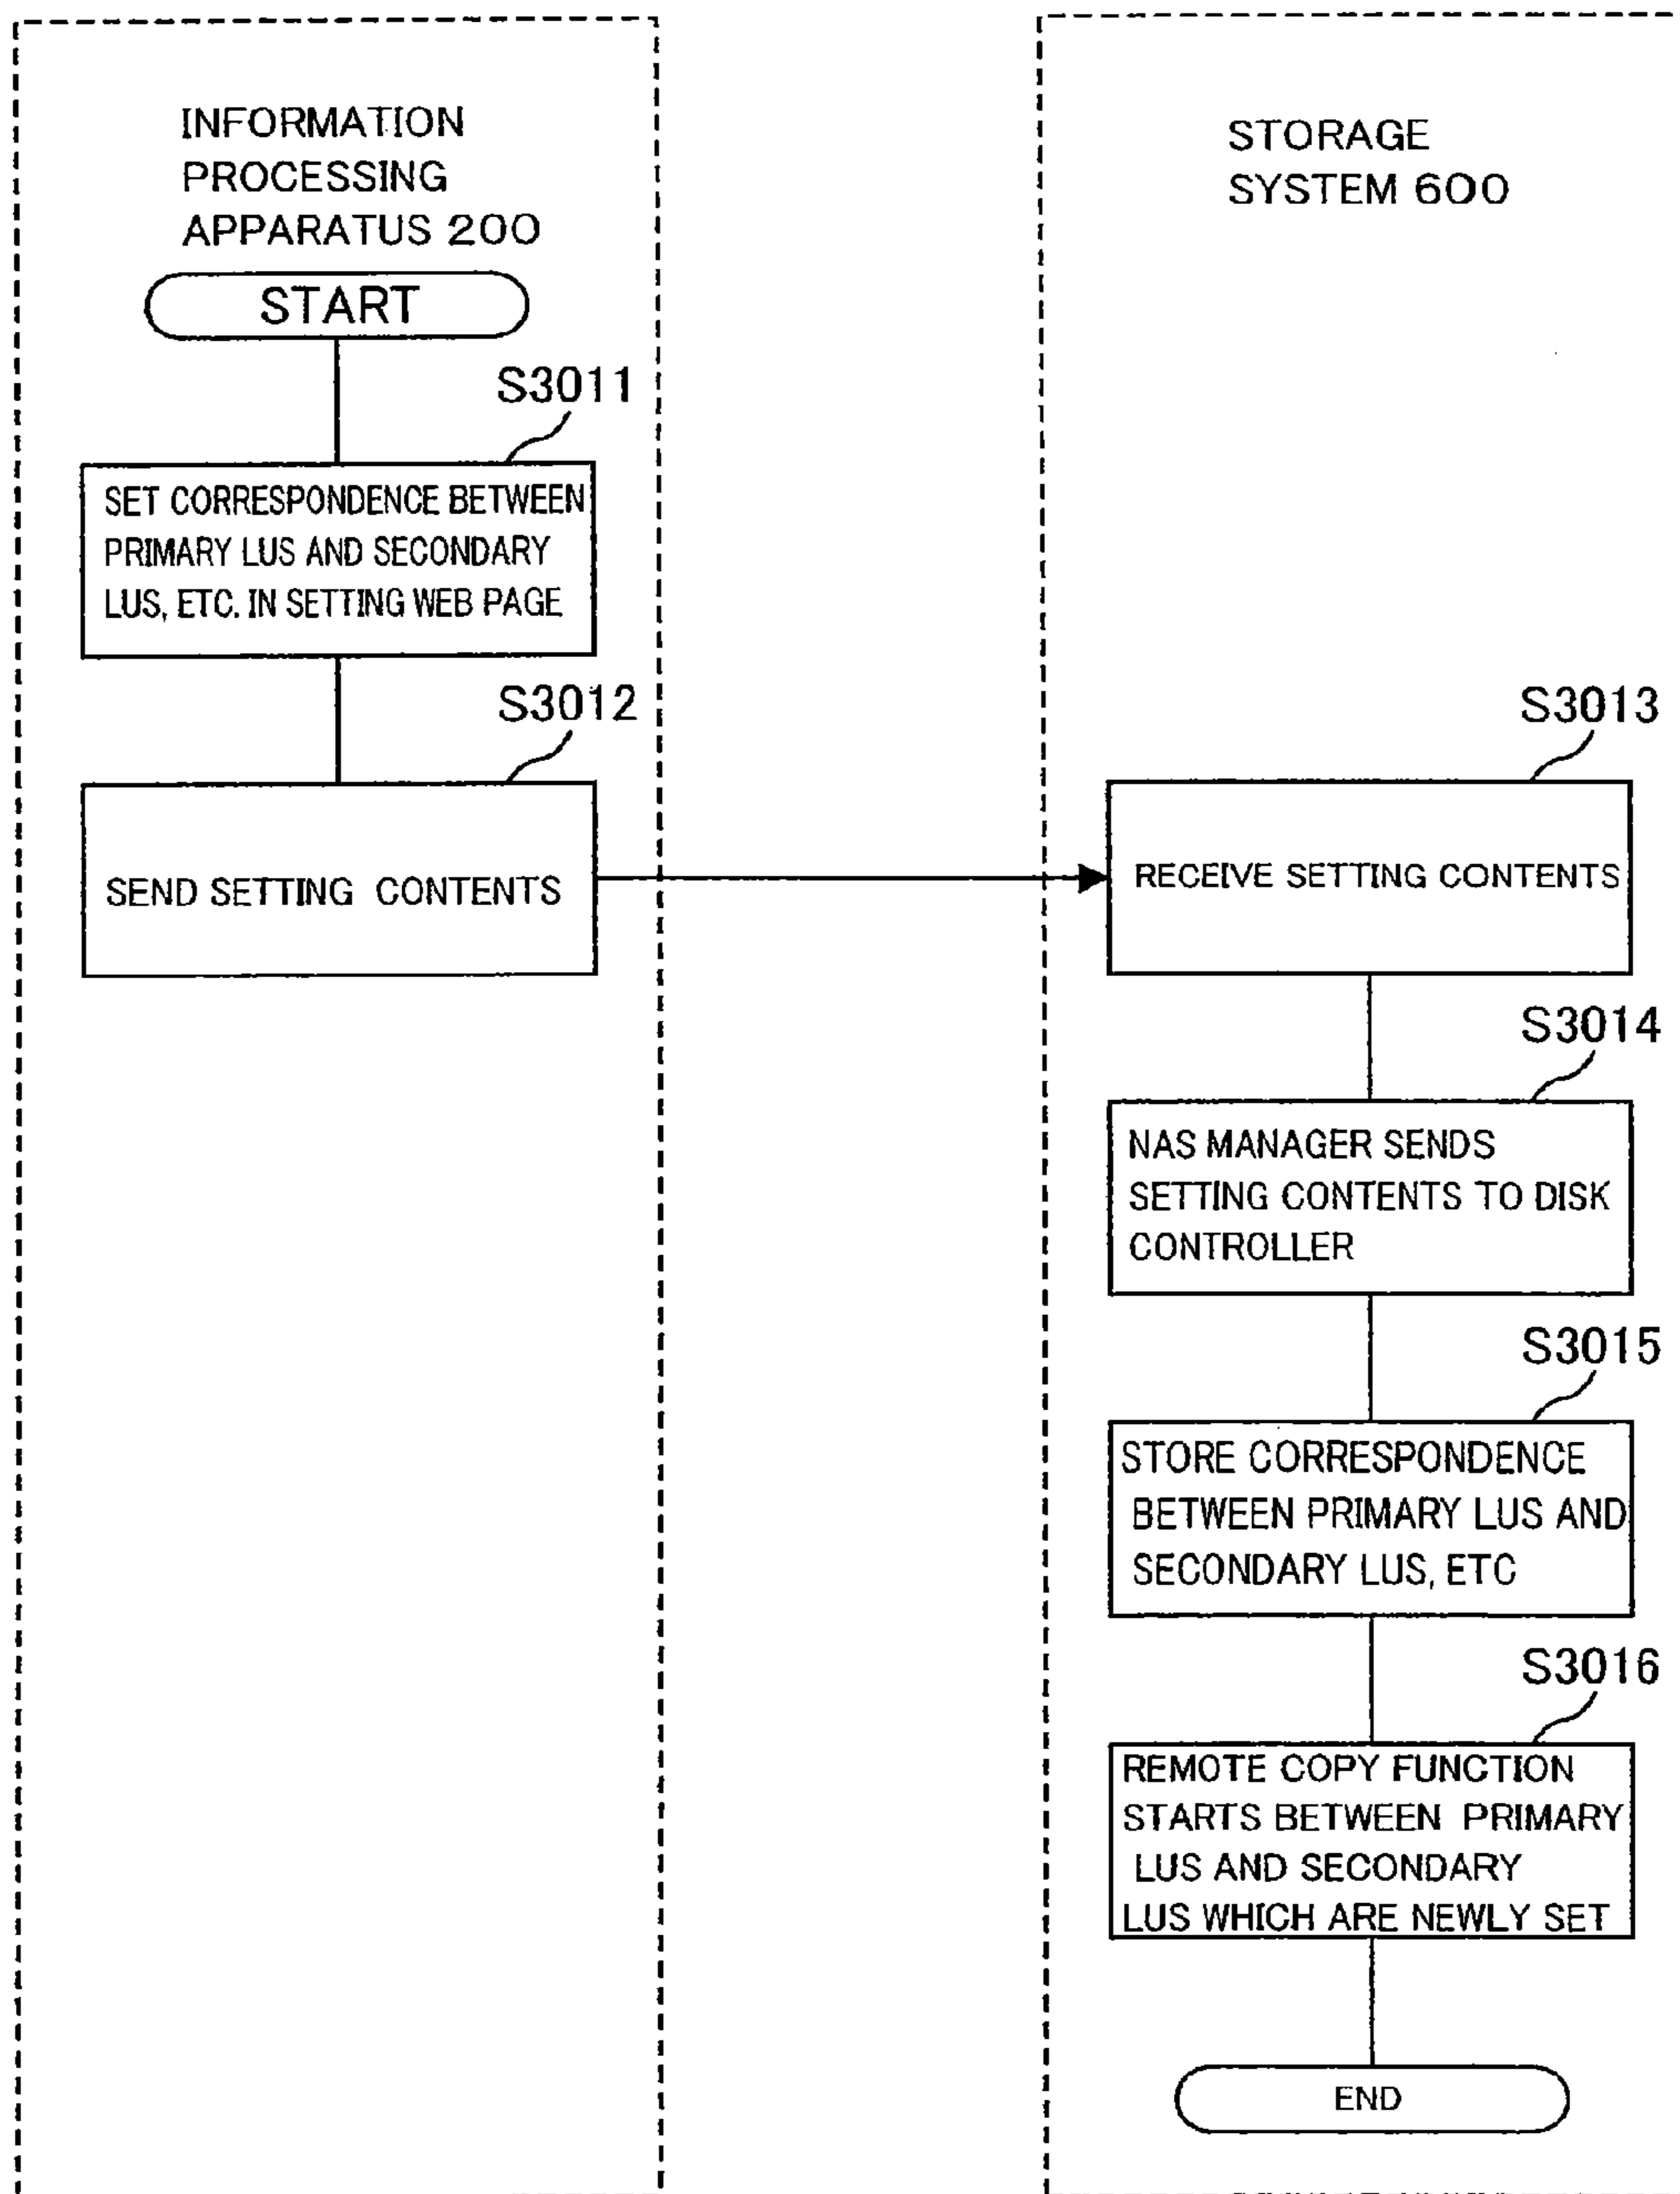 INFORMATION
PROCESSING
APPARATUS 200
START
S3011
SET CORRESPONDENCE BETWEEN
PRIMARY LUS AND SECONDARY
LUS, ETC. IN SETTING WEB PAGE
S3012
SEND SETTING CONTENTS
STORAGE
SYSTEM 600
S3013
RECEIVE SETTING CONTENTS
S3014
NAS MANAGER SENDS
SETTING CONTENTS TO DISK
CONTROLLER
S3015
STORE CORRESPONDENCE
BETWEEN PRIMARY LUS AND
SECONDARY LUS, ETC
S3016
REMOTE COPY FUNCTION
STARTS BETWEEN PRIMARY
LUS AND SECONDARY
LUS WHICH ARE NEWLY SET
END